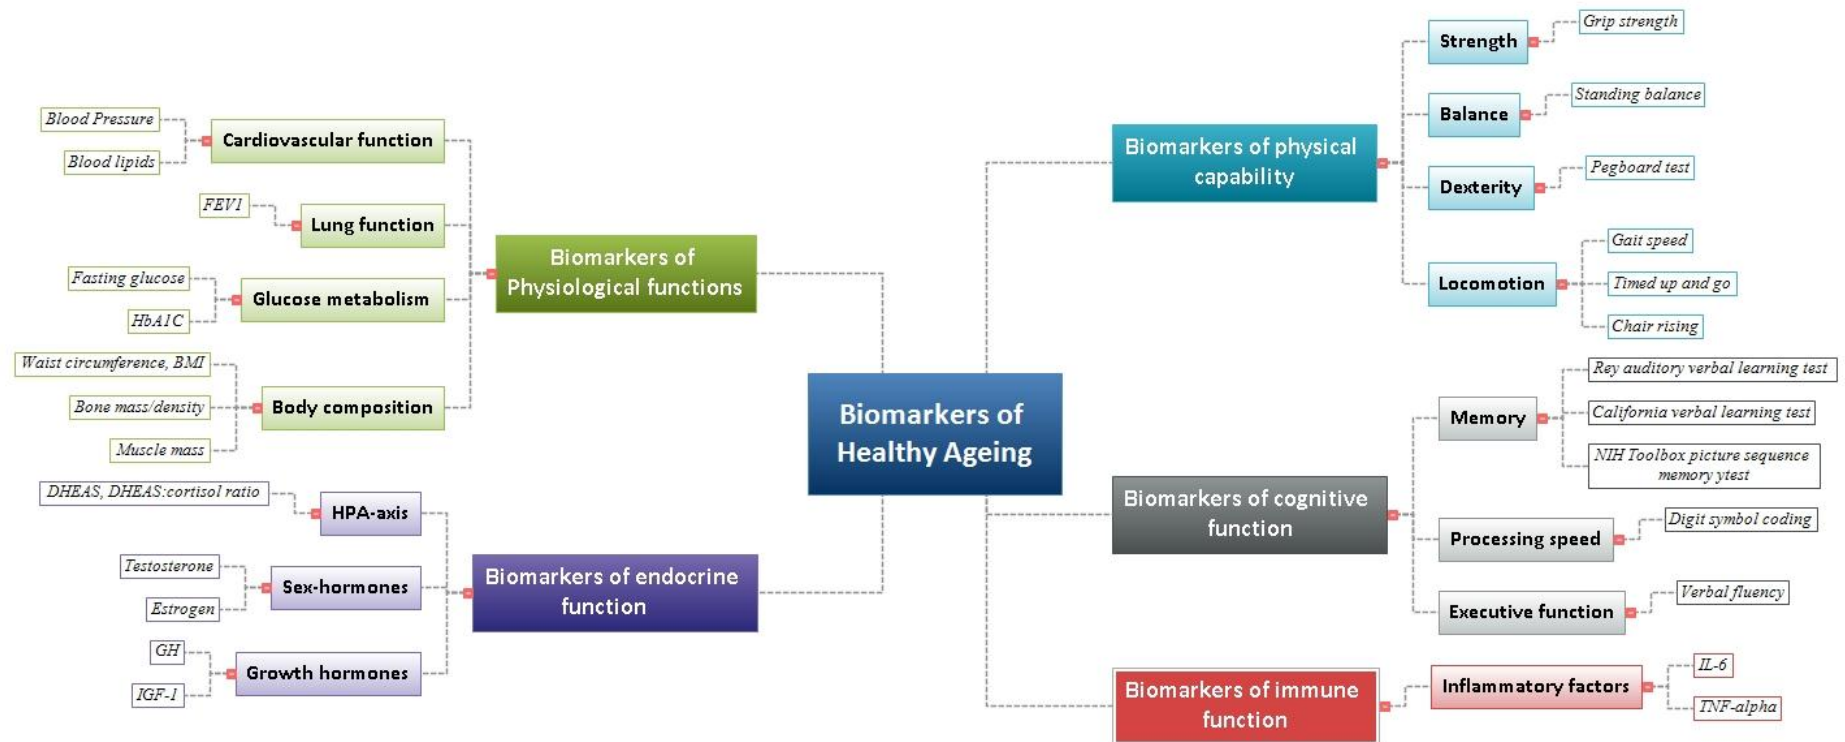 Biomarkers of
Healthy Ageing
Biomarkers of
Physiological functions
Cardiovascular function
Blood Pressure
Blood lipids
Lung function
FEV1
Glucose metabolism
Fasting glucose
HbA1C
Body composition
Waist circumference, BMI
Bone mass/density
Muscle mass
Biomarkers of endocrine
function
HPA-axis
DHEAS, DHEAS:cortisol ratio
Sex-hormones
Testosterone
Estrogen
Growth hormones
GH
IGF-1
Biomarkers of physical
capability
Strength
Grip strength
Balance
Standing balance
Dexterity
Pegboard test
Locomotion
Gait speed
Timed up and go
Chair rising
Biomarkers of cognitive
function
Memory
Rey auditory verbal learning test
California verbal learning test
NIH Toolbox picture sequence
memory ytest
Processing speed
Digit symbol coding
Executive function
Verbal fluency
Biomarkers of immune
function
Inflammatory factors
IL-6
TNF-alpha